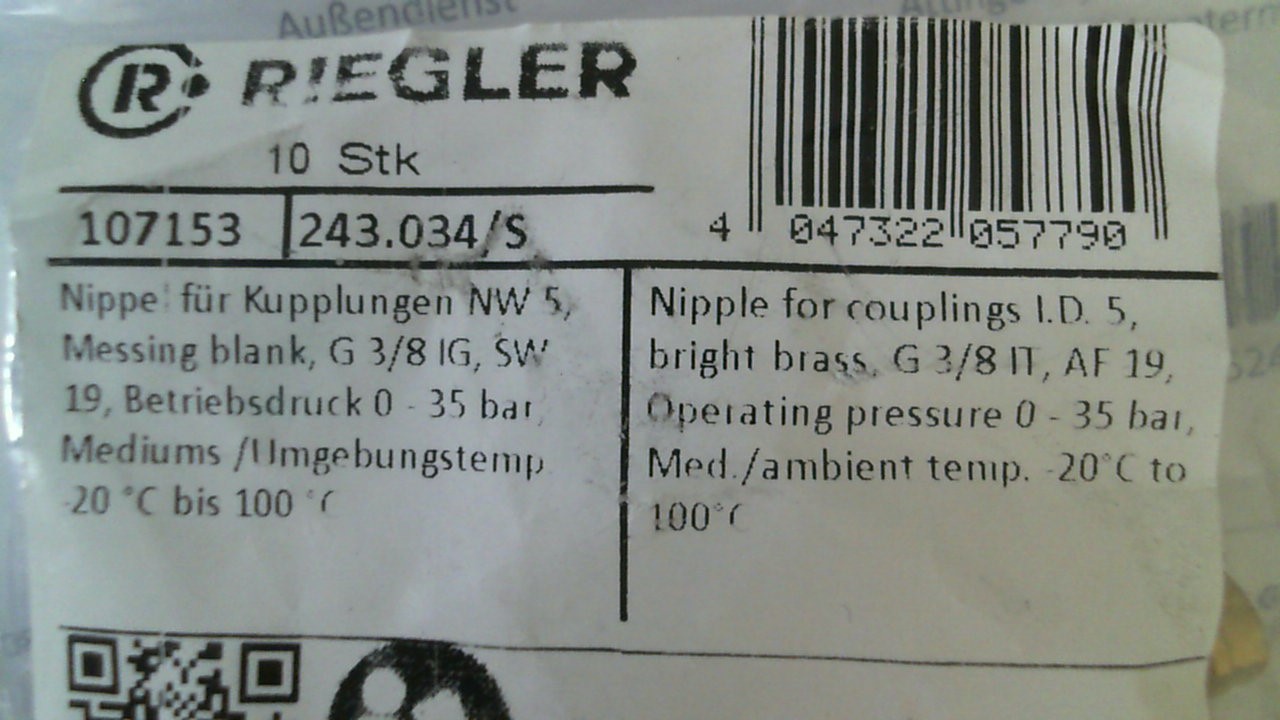 Außendienst
RIEGLER
10 Stk
4 047322 057790
107153 243.034/S
Nippel für Kupplungen NW 5,
Messing blank, G 3/8 IG, SW
19, Betriebsdruck 0 - 35 bar,
Mediums /Umgebungstemp
-20 °C bis 100 °C
Nipple for couplings I.D. 5,
bright brass, G 3/8 IT, AF 19,
Operating pressure 0 - 35 bar,
Med./ambient temp. -20°C to
100°C